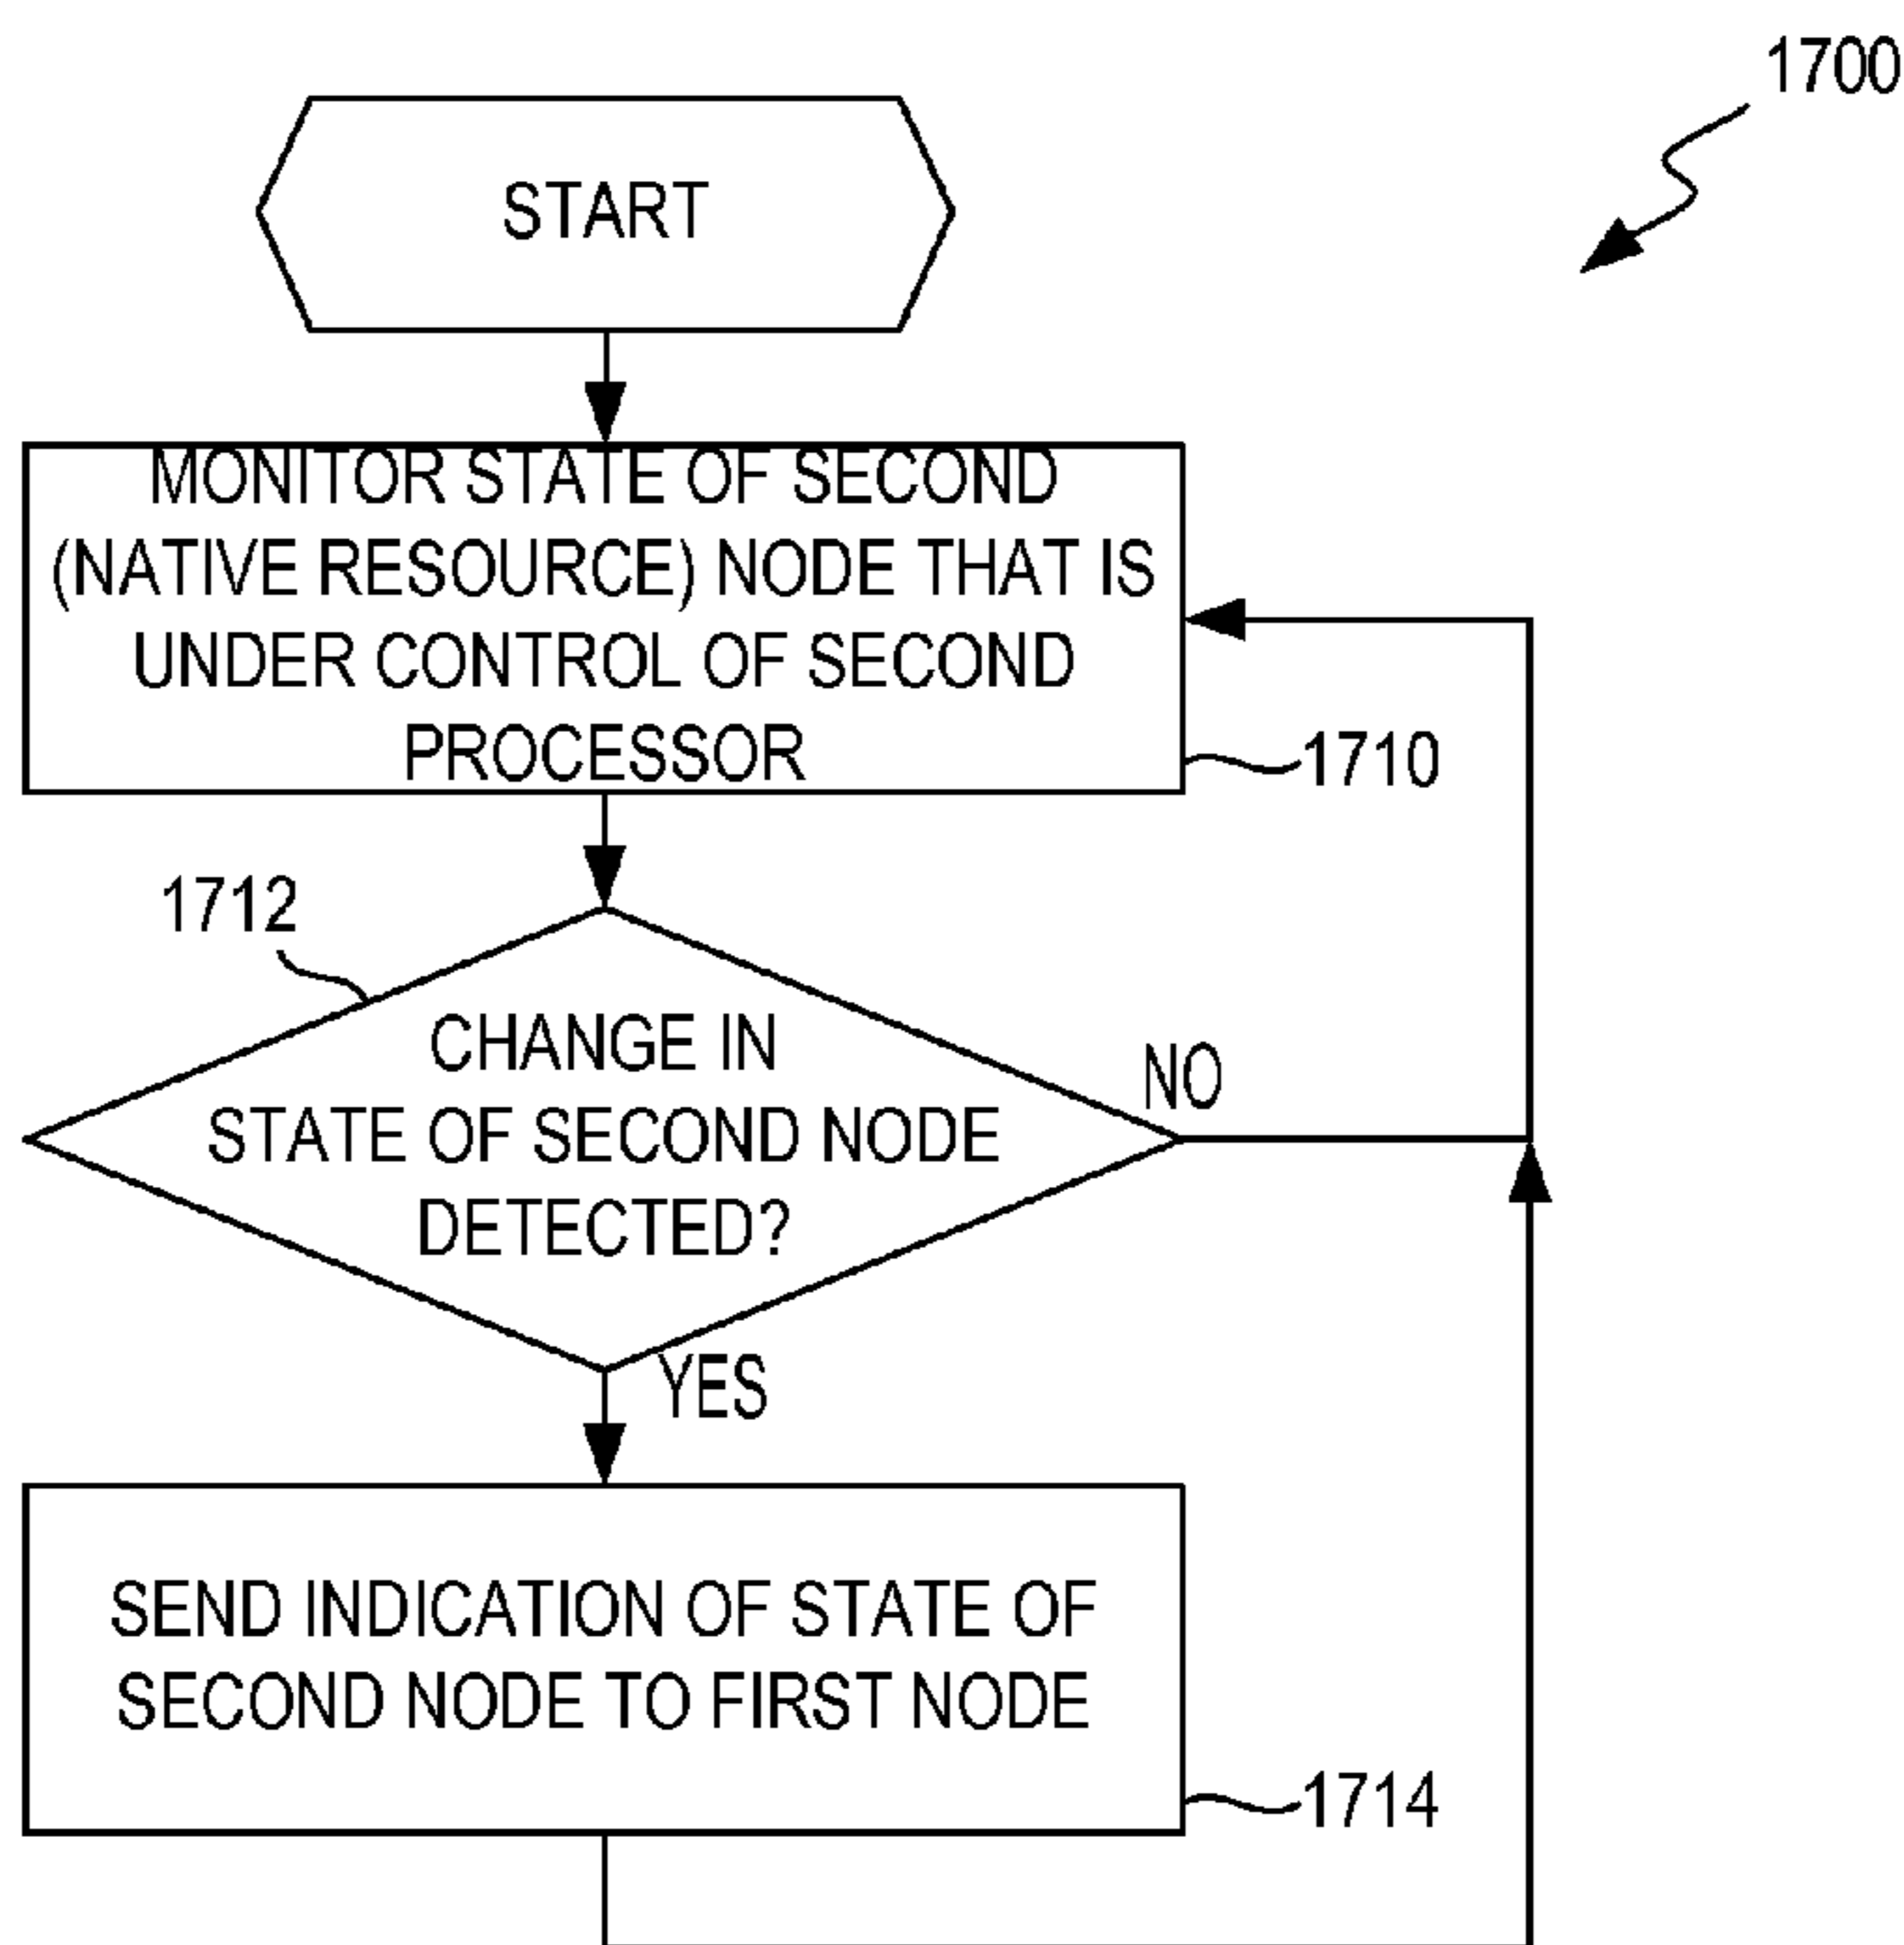 1700
START
MONITOR STATE OF SECOND
(NATIVE RESOURCE) NODE THAT IS
UNDER CONTROL OF SECOND
PROCESSOR
1710
1712
CHANGE IN
STATE OF SECOND NODE
DETECTED?
NO
YES
SEND INDICATION OF STATE OF
SECOND NODE TO FIRST NODE
1714